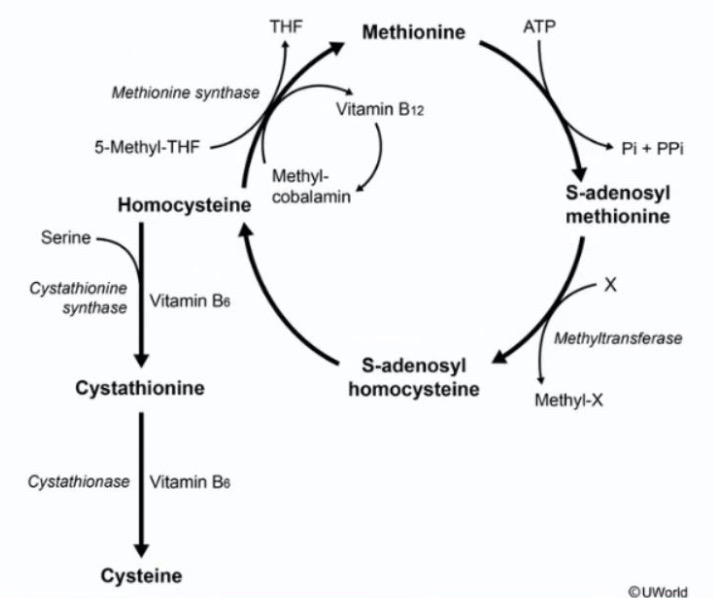 THF
Methionine
ATP
Methionine synthase
Vitamin B12
5-Methyl-THF
Pi + PPi
Methyl-
cobalamin
Homocysteine
S-adenosyl
methionine
Serine
Cystathionine
synthase
Vitamin B6
X
Methyltransferase
S-adenosyl
homocysteine
Methyl-X
Cystathionine
Cystathionase
Vitamin B6
Cysteine
©UWorld